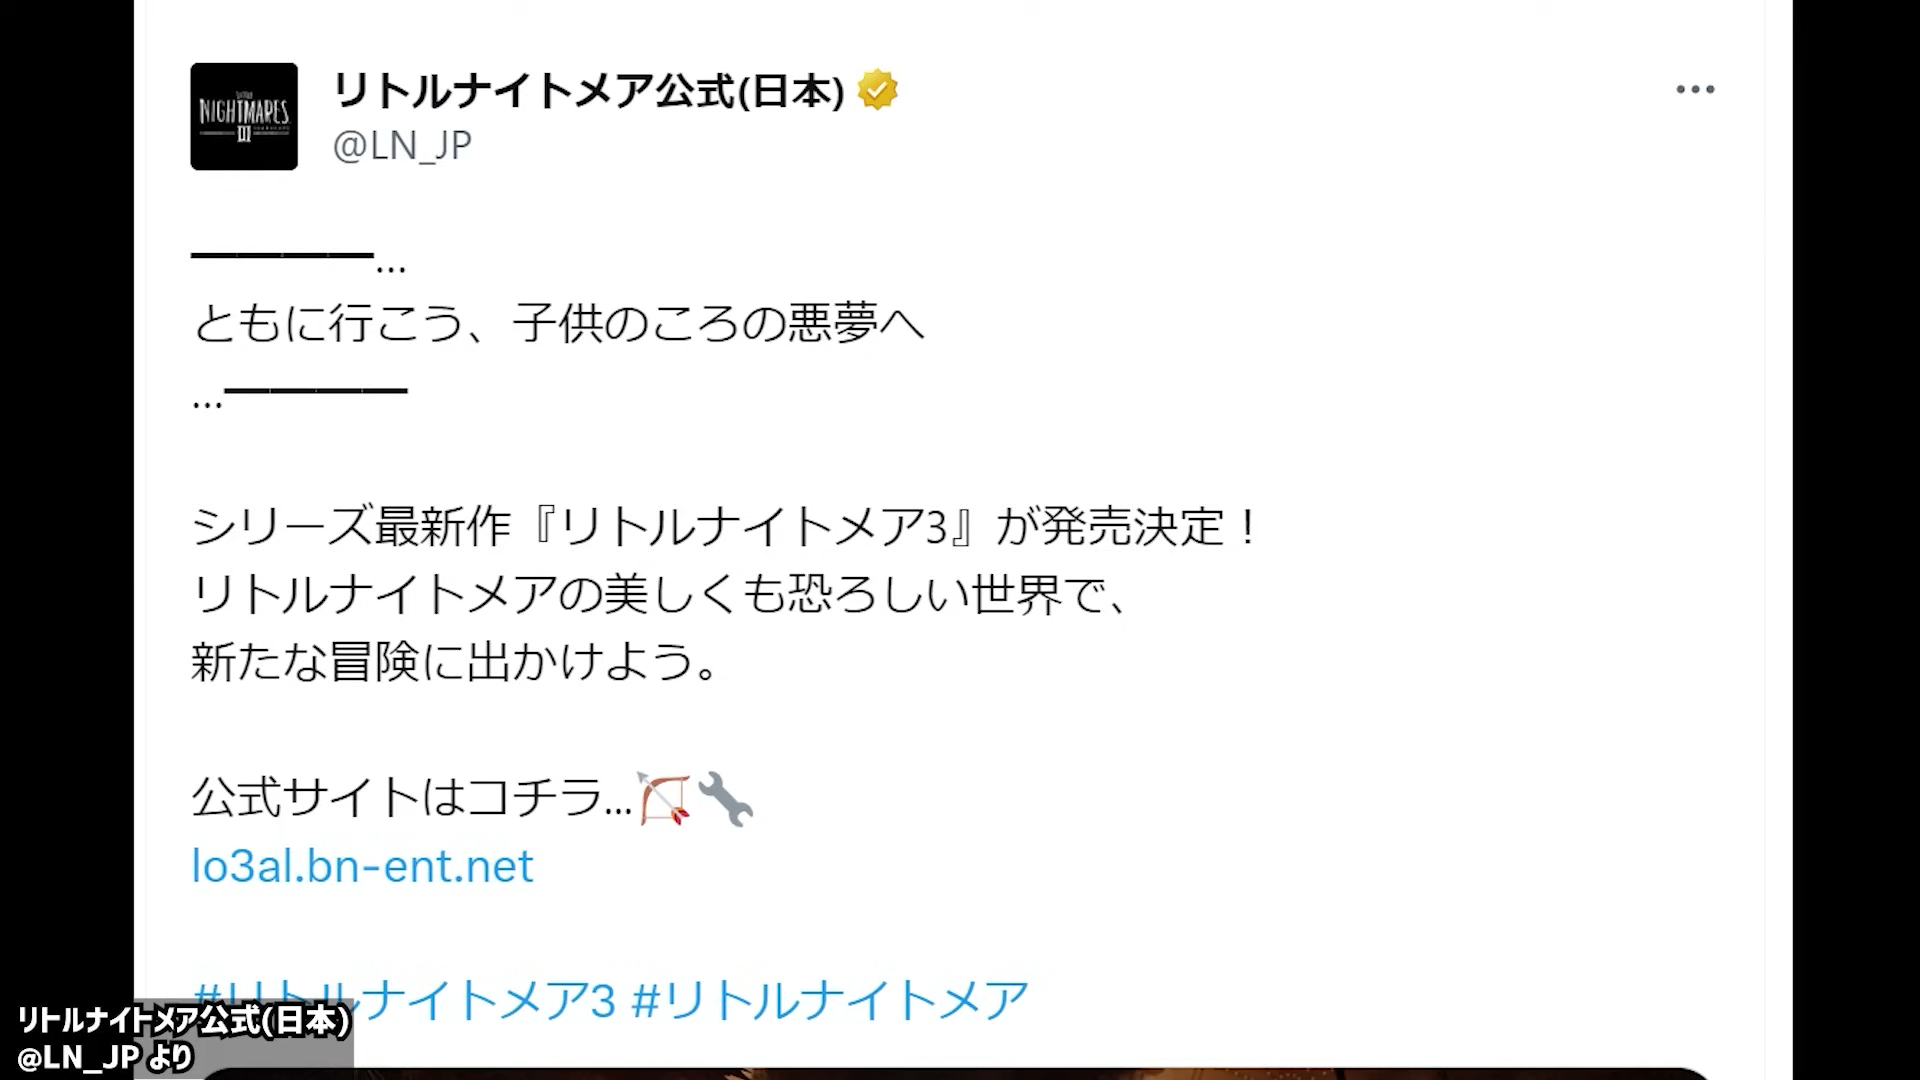 NIGHTMARES
III
リトルナイトメア公式(日本)
@LN_JP
━━━━…
ともに行こう、子供のころの悪夢へ
…━━━━
シリーズ最新作『リトルナイトメア3』が発売決定！
リトルナイトメアの美しくも恐ろしい世界で、
新たな冒険に出かけよう。
公式サイトはコチラ…🏹🔧
lo3al.bn-ent.net
#リトルナイトメア3 #リトルナイトメア
リトルナイトメア公式(日本)
@LN_JP より